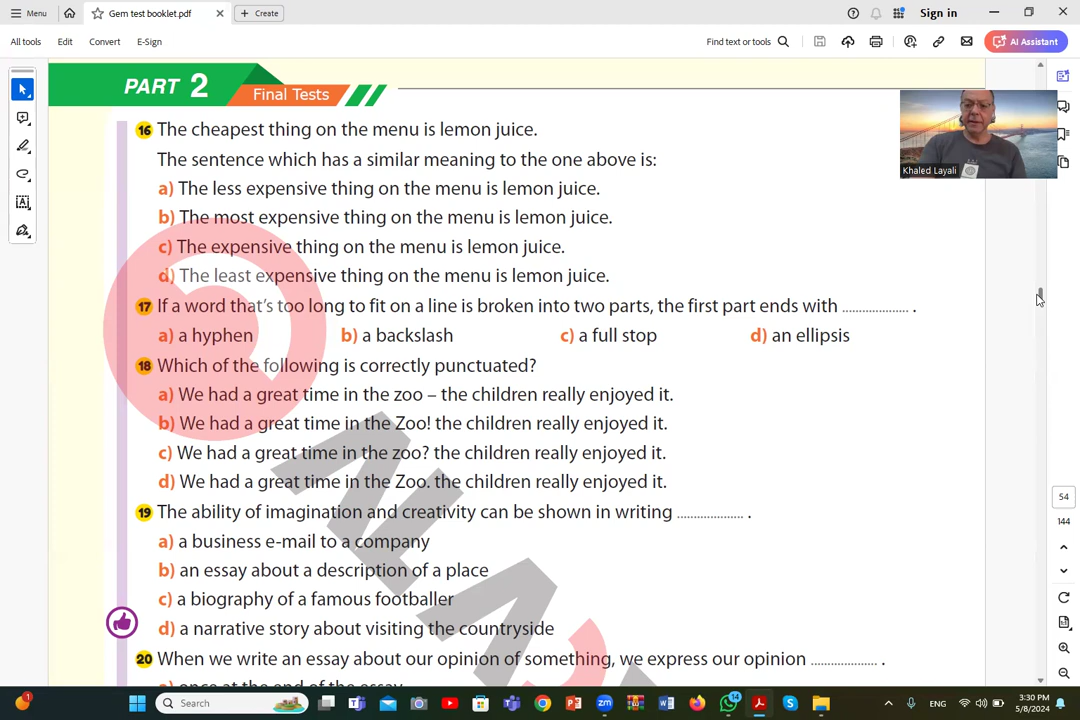 Menu
Gem test booklet.pdf
Create
Sign in
All tools
Edit
Convert
E-Sign
Find text or tools
AI Assistant
PART 2
Final Tests
Khaled Layali
16 The cheapest thing on the menu is lemon juice.
The sentence which has a similar meaning to the one above is:
a) The less expensive thing on the menu is lemon juice.
b) The most expensive thing on the menu is lemon juice.
c) The expensive thing on the menu is lemon juice.
d) The least expensive thing on the menu is lemon juice.
17 If a word that's too long to fit on a line is broken into two parts, the first part ends with .................... .
a) a hyphen b) a backslash c) a full stop d) an ellipsis
18 Which of the following is correctly punctuated?
a) We had a great time in the zoo – the children really enjoyed it.
b) We had a great time in the Zoo! the children really enjoyed it.
c) We had a great time in the zoo? the children really enjoyed it.
d) We had a great time in the Zoo. the children really enjoyed it.
19 The ability of imagination and creativity can be shown in writing .................... .
a) a business e-mail to a company
b) an essay about a description of a place
c) a biography of a famous footballer
d) a narrative story about visiting the countryside
20 When we write an essay about our opinion of something, we express our opinion .................... .
a) once at the end of the essay
54
144
Search
14
1
ENG
3:30 PM
5/8/2024